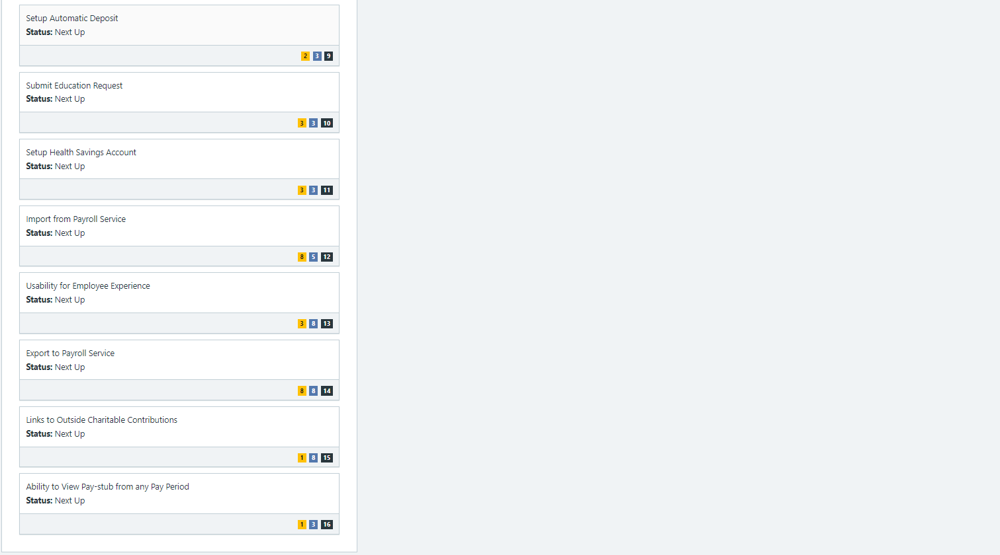 Setup Automatic Deposit
Status: Next Up
2 3 9
Submit Education Request
Status: Next Up
3 3 10
Setup Health Savings Account
Status: Next Up
3 3 11
Import from Payroll Service
Status: Next Up
8 5 12
Usability for Employee Experience
Status: Next Up
3 8 13
Export to Payroll Service
Status: Next Up
8 8 14
Links to Outside Charitable Contributions
Status: Next Up
1 8 15
Ability to View Pay-stub from any Pay Period
Status: Next Up
1 3 16